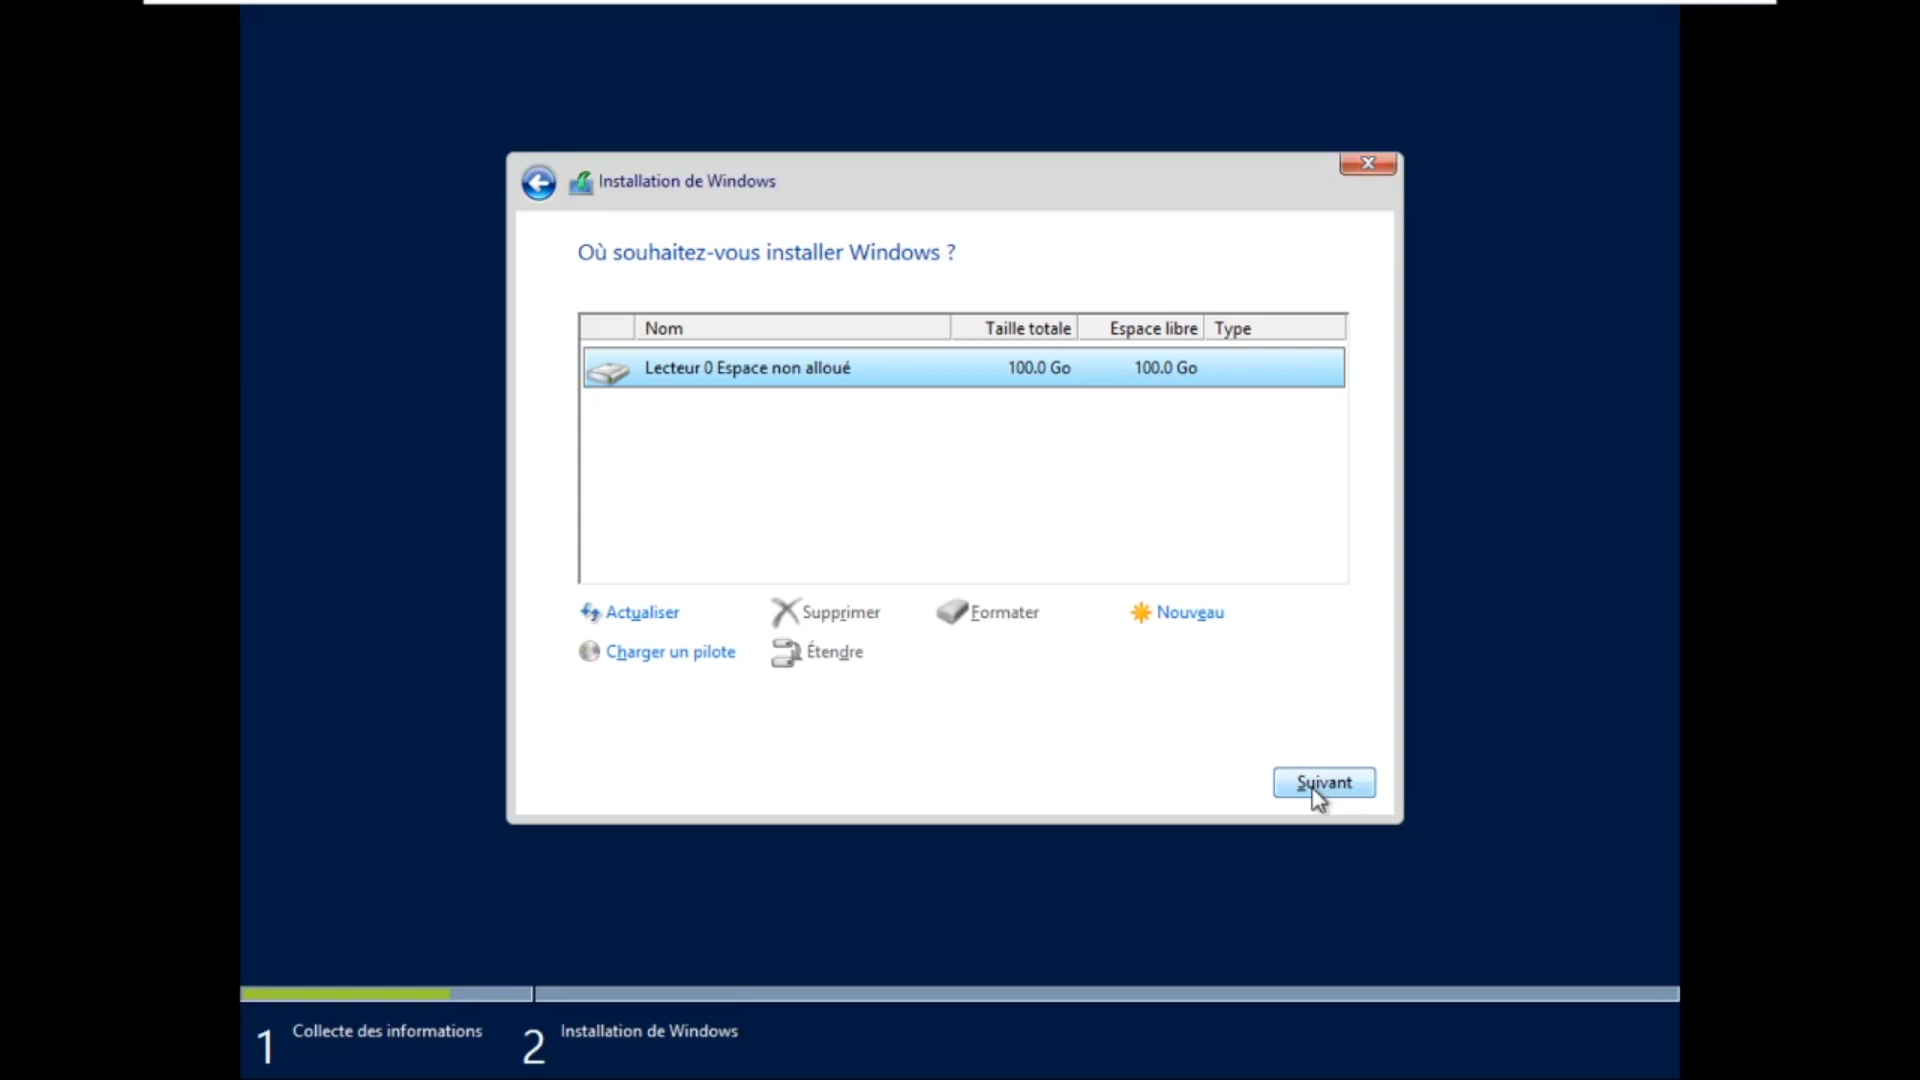 Installation de Windows
Où souhaitez-vous installer Windows ?
Nom Taille totale Espace libre Type
Lecteur 0 Espace non alloué 100.0 Go 100.0 Go
Actualiser Supprimer Formater Nouveau
Charger un pilote Étendre
Suivant
1 Collecte des informations 2 Installation de Windows